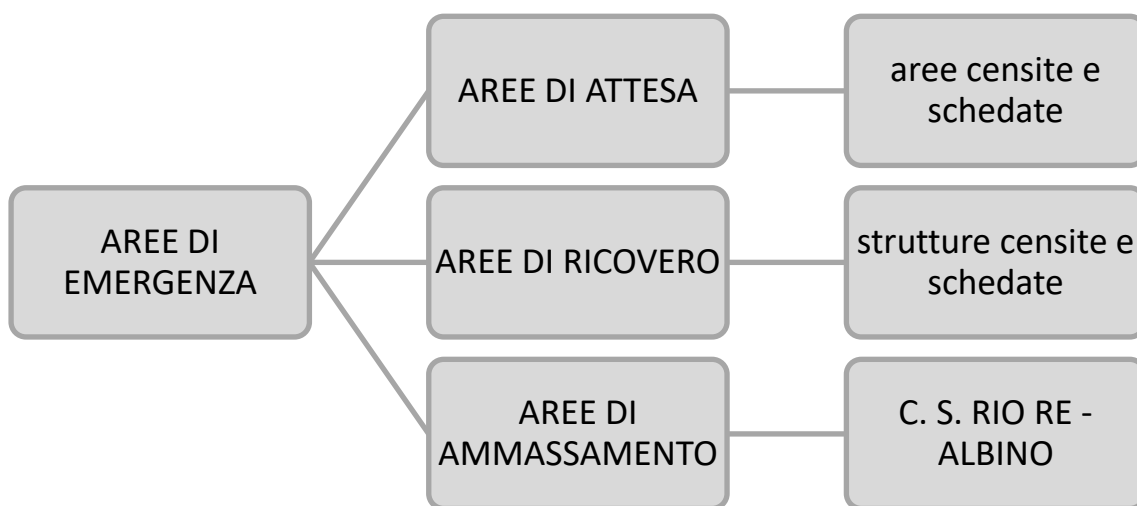 AREE DI
EMERGENZA
AREE DI ATTESA
aree censite e
schedate
AREE DI RICOVERO
strutture censite e
schedate
AREE DI
AMMASSAMENTO
C. S. RIO RE -
ALBINO